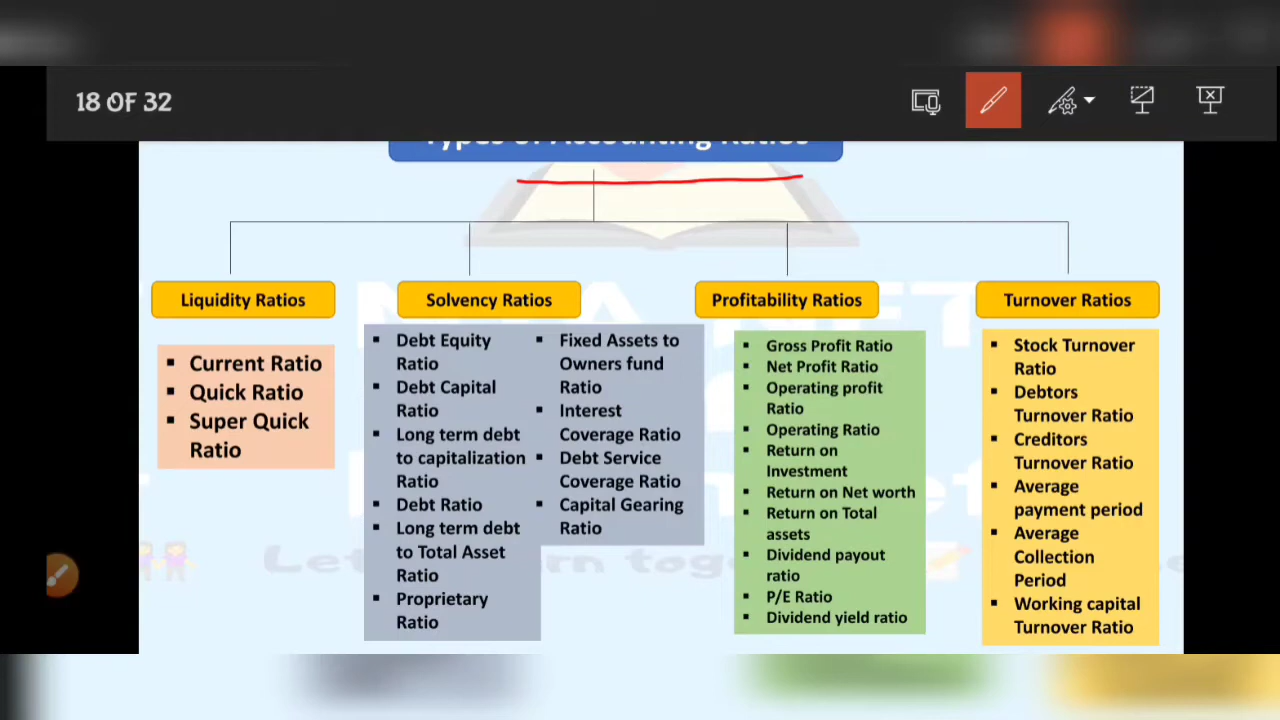 18 OF 32
Types of Accounting Ratios
Liquidity Ratios
▪ Current Ratio
▪ Quick Ratio
▪ Super Quick
Ratio
Solvency Ratios
▪ Debt Equity
Ratio
▪ Debt Capital
Ratio
▪ Long term debt
to capitalization
Ratio
▪ Debt Ratio
▪ Long term debt
to Total Asset
Ratio
▪ Proprietary
Ratio
▪ Fixed Assets to
Owners fund
Ratio
▪ Interest
Coverage Ratio
▪ Debt Service
Coverage Ratio
▪ Capital Gearing
Ratio
Profitability Ratios
▪ Gross Profit Ratio
▪ Net Profit Ratio
▪ Operating profit
Ratio
▪ Operating Ratio
▪ Return on
Investment
▪ Return on Net worth
▪ Return on Total
assets
▪ Dividend payout
ratio
▪ P/E Ratio
▪ Dividend yield ratio
Turnover Ratios
▪ Stock Turnover
Ratio
▪ Debtors
Turnover Ratio
▪ Creditors
Turnover Ratio
▪ Average
payment period
▪ Average
Collection
Period
▪ Working capital
Turnover Ratio